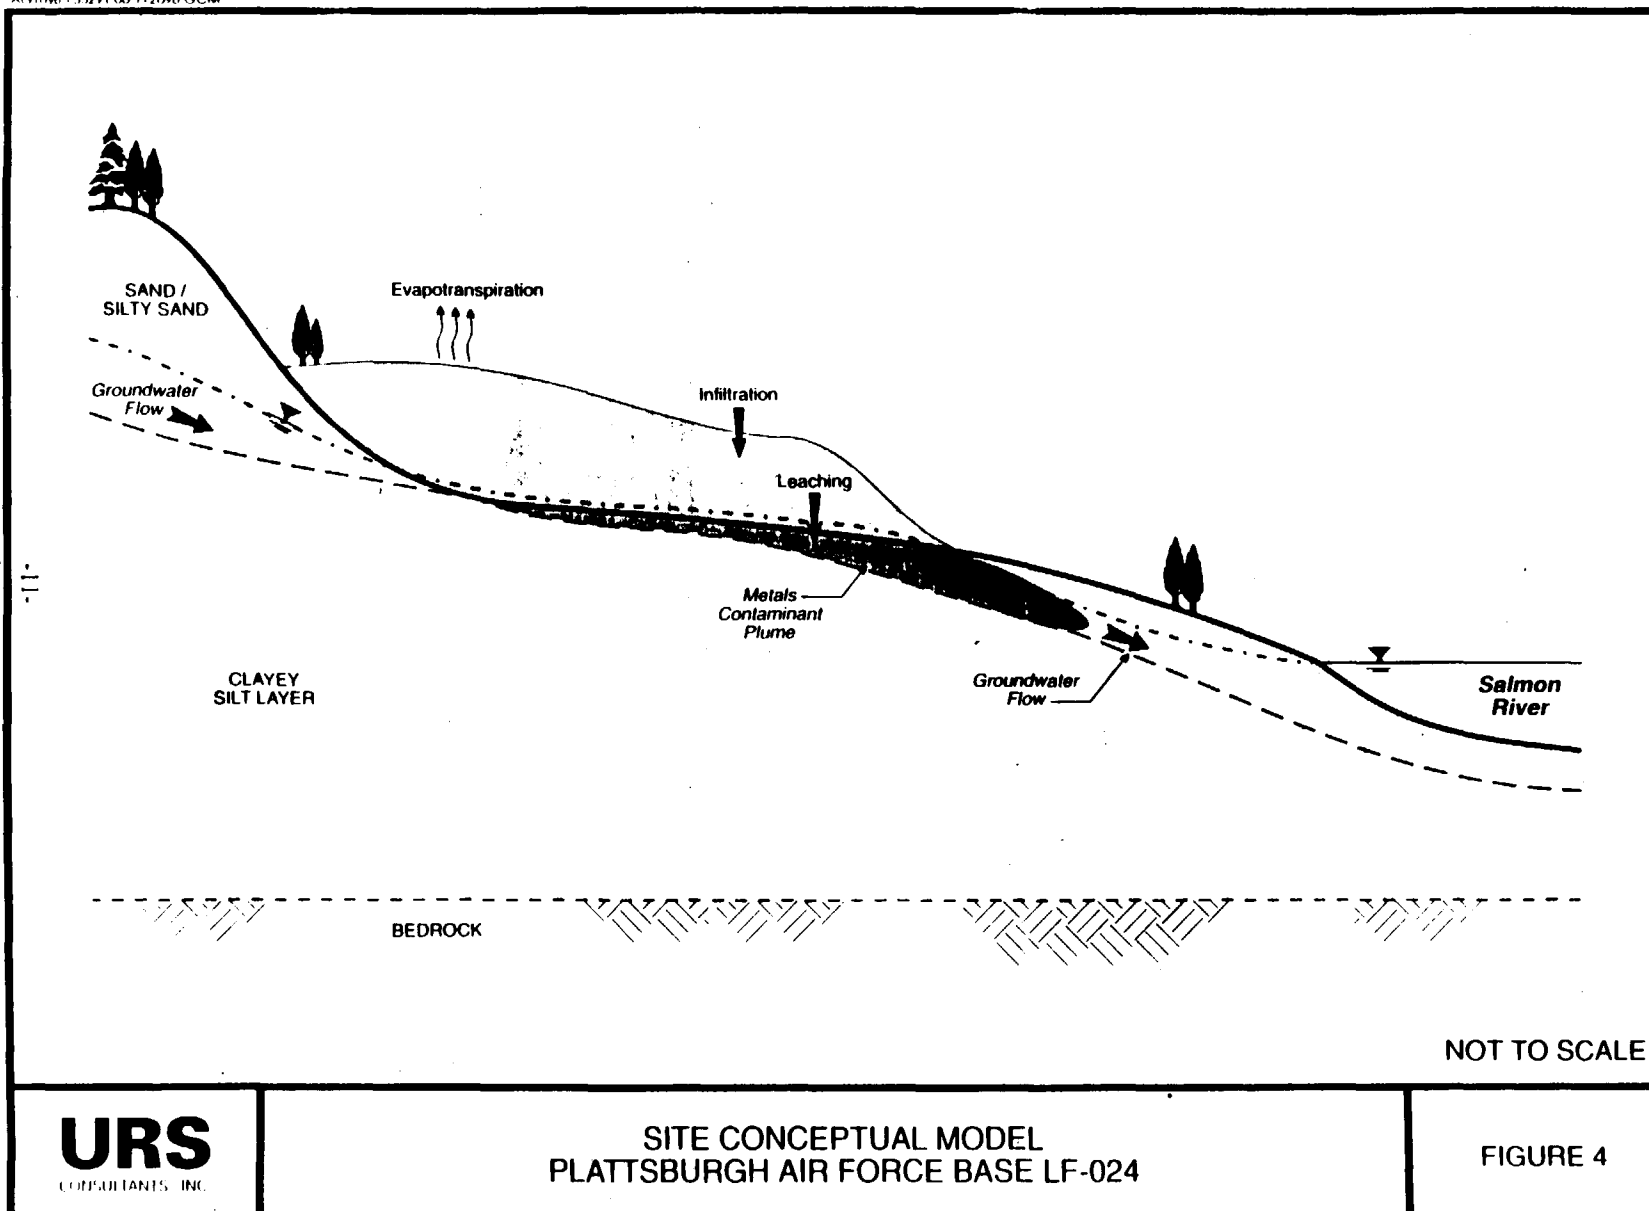 SAND /
SILTY SAND
Evapotranspiration
Groundwater
Flow
Infiltration
Leaching
-11-
Metals
Contaminant
Plume
CLAYEY
SILT LAYER
Groundwater
Flow
Salmon
River
BEDROCK
NOT TO SCALE
URS
CONSULTANTS INC
SITE CONCEPTUAL MODEL
PLATTSBURGH AIR FORCE BASE LF-024
FIGURE 4